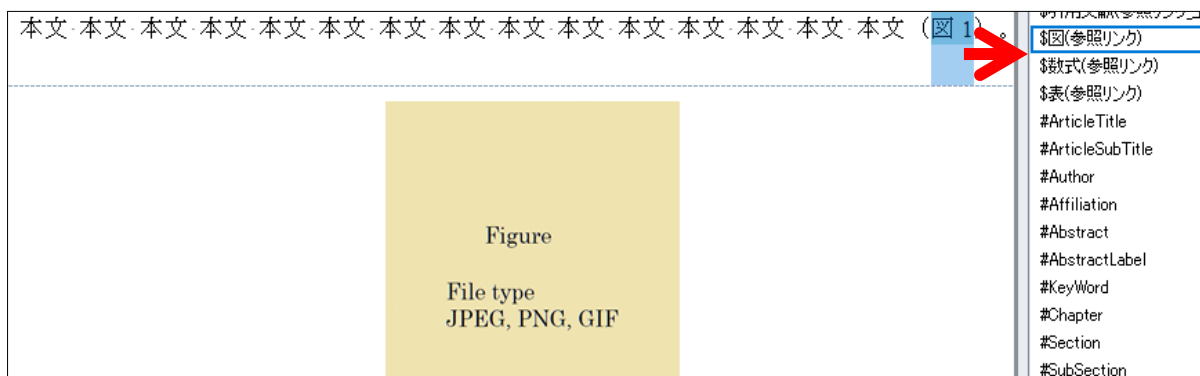 本文 本文 本文 本文 本文 本文 本文 本文 本文 本文 本文 本文 本文 本文 本文（図 1）。
Figure
File type
JPEG, PNG, GIF
$図(参照リンク)
$数式(参照リンク)
$表(参照リンク)
#ArticleTitle
#ArticleSubTitle
#Author
#Affiliation
#Abstract
#AbstractLabel
#KeyWord
#Chapter
#Section
#SubSection